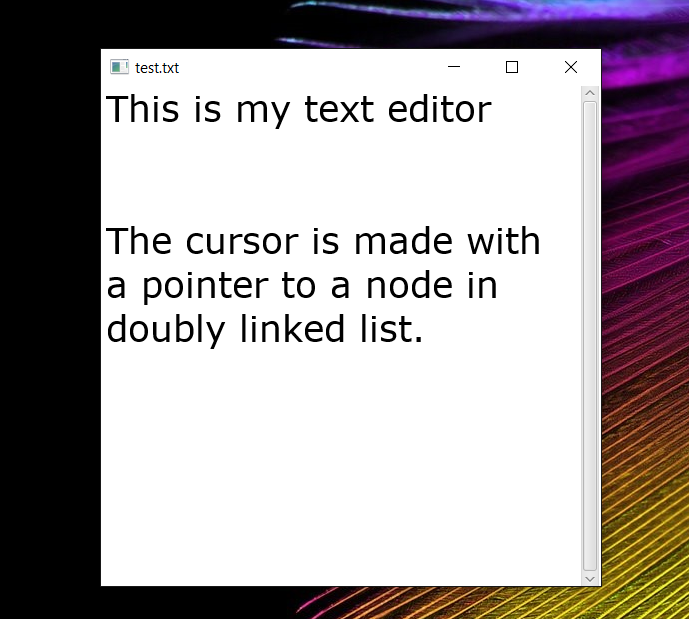 test.txt
This is my text editor
The cursor is made with
a pointer to a node in
doubly linked list.